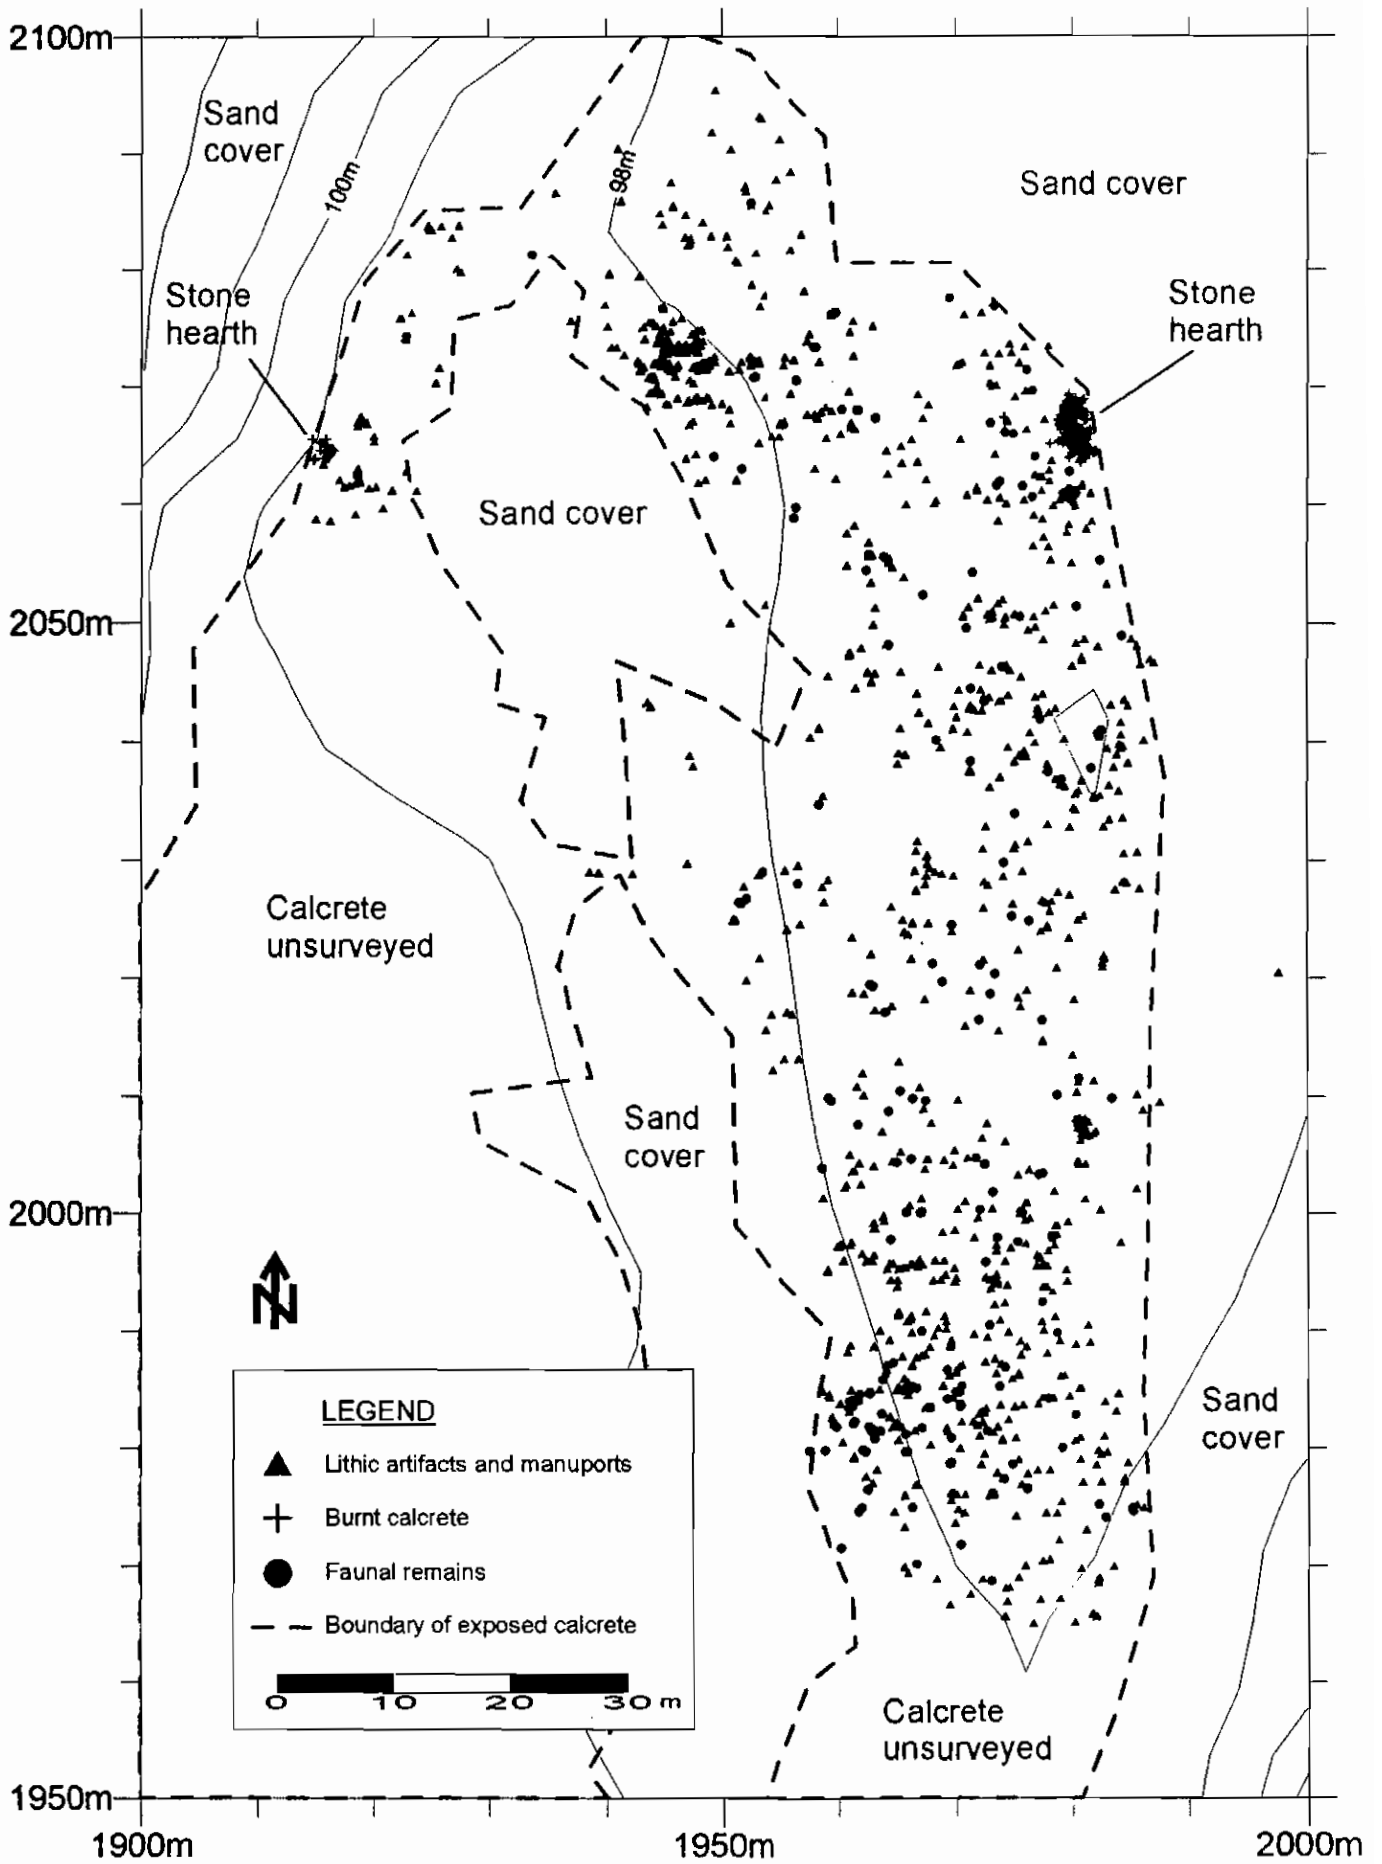 2100m
Sand
cover
100m
98m
Sand cover
Stone
hearth
Stone
hearth
Sand cover
2050m
Calcrete
unsurveyed
Sand
cover
2000m
N
LEGEND
Lithic artifacts and manuports
Burnt calcrete
Faunal remains
Boundary of exposed calcrete
0 10 20 30 m
Sand
cover
Calcrete
unsurveyed
1950m
1900m 1950m 2000m